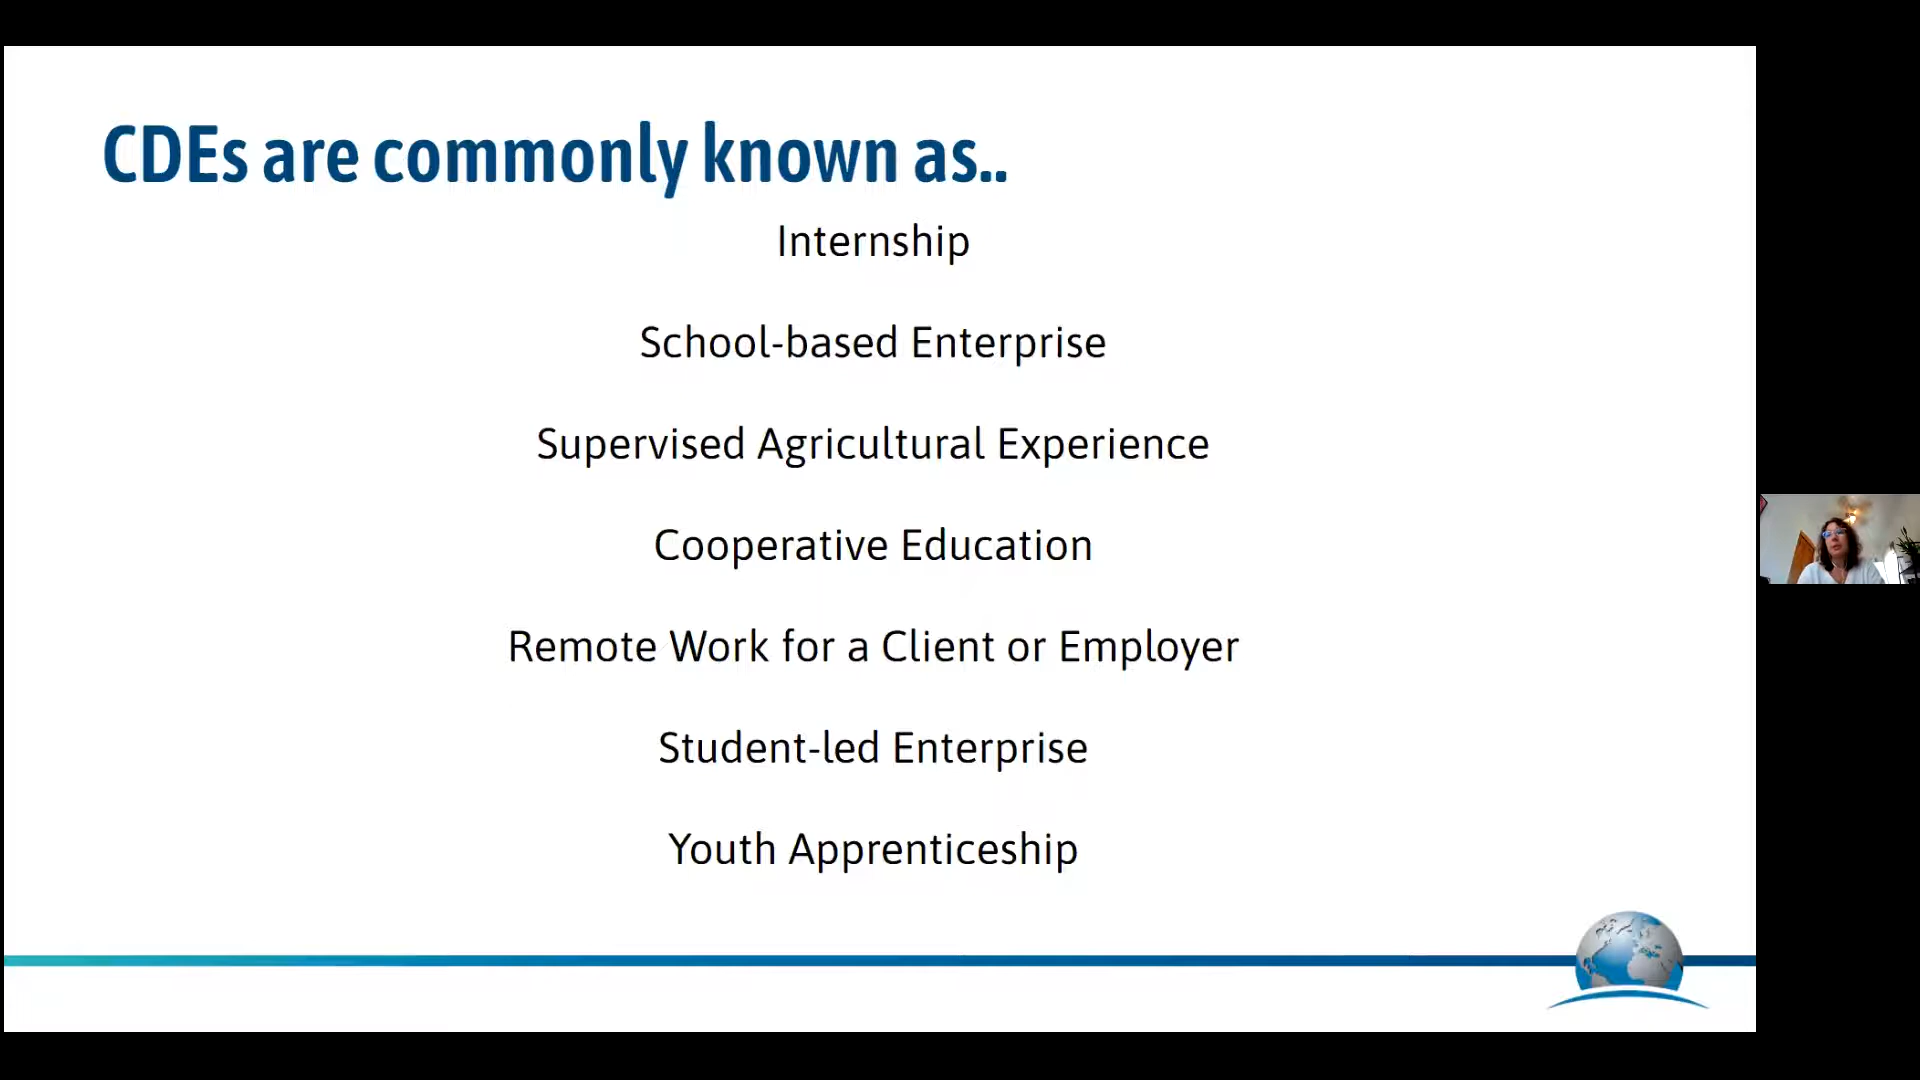 CDEs are commonly known as..
Internship
School-based Enterprise
Supervised Agricultural Experience
Cooperative Education
Remote Work for a Client or Employer
Student-led Enterprise
Youth Apprenticeship